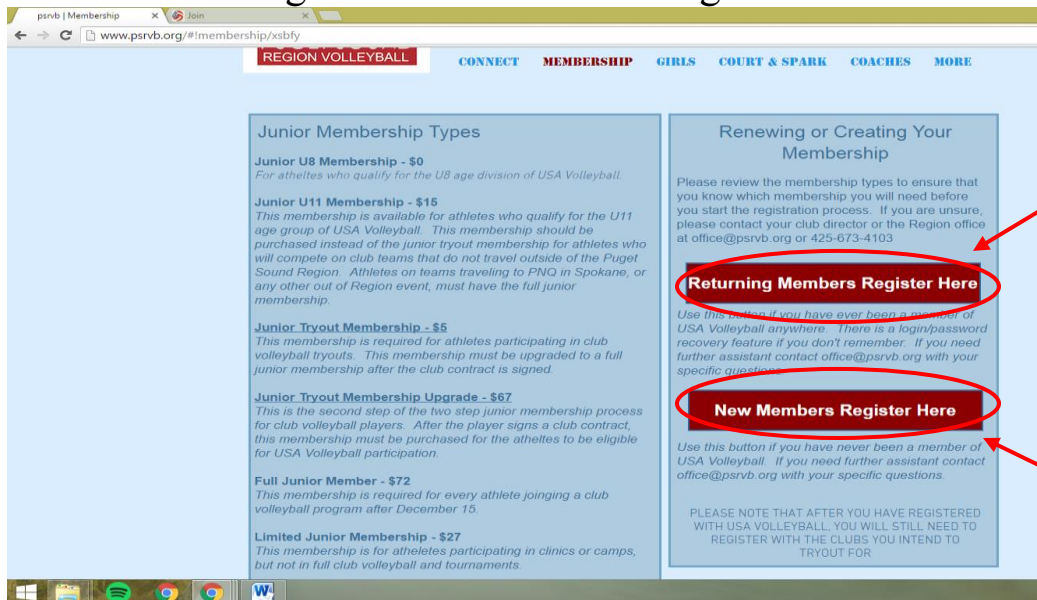 psrvb | Membership
Join
www.psrvb.org/#!membership/xsbfy
REGION VOLLEYBALL
CONNECT MEMBERSHIP GIRLS COURT & SPARK COACHES MORE
Junior Membership Types
Junior U8 Membership - $0
For atheltes who qualify for the U8 age division of USA Volleyball.
Junior U11 Membership - $15
This membership is available for athletes who qualify for the U11
age group of USA Volleyball. This membership should be
purchased instead of the junior tryout membership for athletes who
will compete on club teams that do not travel outside of the Puget
Sound Region. Athletes on teams traveling to PNQ in Spokane, or
any other out of Region event, must have the full junior
membership.
Junior Tryout Membership - $5
This membership is required for athletes participating in club
volleyball tryouts. This membership must be upgraded to a full
junior membership after the club contract is signed.
Junior Tryout Membership Upgrade - $67
This is the second step of the two step junior membership process
for club volleyball players. After the player signs a club contract,
this membership must be purchased for the atheltes to be eligible
for USA Volleyball participation.
Full Junior Member - $72
This membership is required for every athlete joinging a club
volleyball program after December 15.
Limited Junior Membership - $27
This membership is for atheletes participating in clinics or camps,
but not in full club volleyball and tournaments.
Renewing or Creating Your
Membership
Please review the membership types to ensure that
you know which membership you will need before
you start the registration process. If you are unsure,
please contact your club director or the Region office
at office@psrvb.org or 425-673-4103
Returning Members Register Here
Use this button if you have ever been a member of
USA Volleyball anywhere. There is a login/password
recovery feature if you don't remember. If you need
further assistant contact office@psrvb.org with your
specific questions.
New Members Register Here
Use this button if you have never been a member of
USA Volleyball. If you need further assistant contact
office@psrvb.org with your specific questions.
PLEASE NOTE THAT AFTER YOU HAVE REGISTERED
WITH USA VOLLEYBALL, YOU WILL STILL NEED TO
REGISTER WITH THE CLUBS YOU INTEND TO
TRYOUT FOR